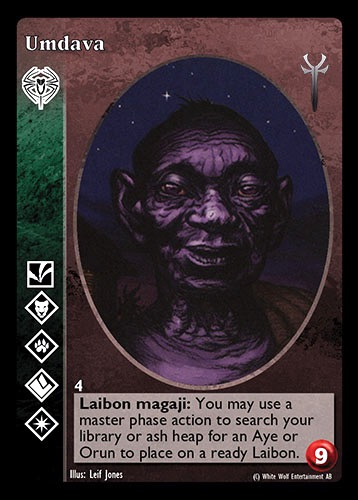 Umdava
4
Laibon magaji: You may use a
master phase action to search your
library or ash heap for an Aye or
Orun to place on a ready Laibon.
9
Illus: Leif Jones
(C) White Wolf Entertainment AB